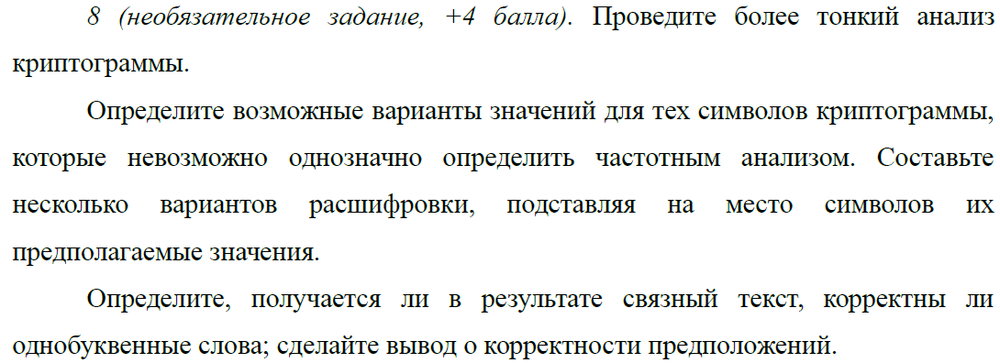 8 (необязательное задание, +4 балла). Проведите более тонкий анализ
криптограммы.
Определите возможные варианты значений для тех символов криптограммы,
которые невозможно однозначно определить частотным анализом. Составьте
несколько вариантов расшифровки, подставляя на место символов их
предполагаемые значения.
Определите, получается ли в результате связный текст, корректны ли
однобуквенные слова; сделайте вывод о корректности предположений.